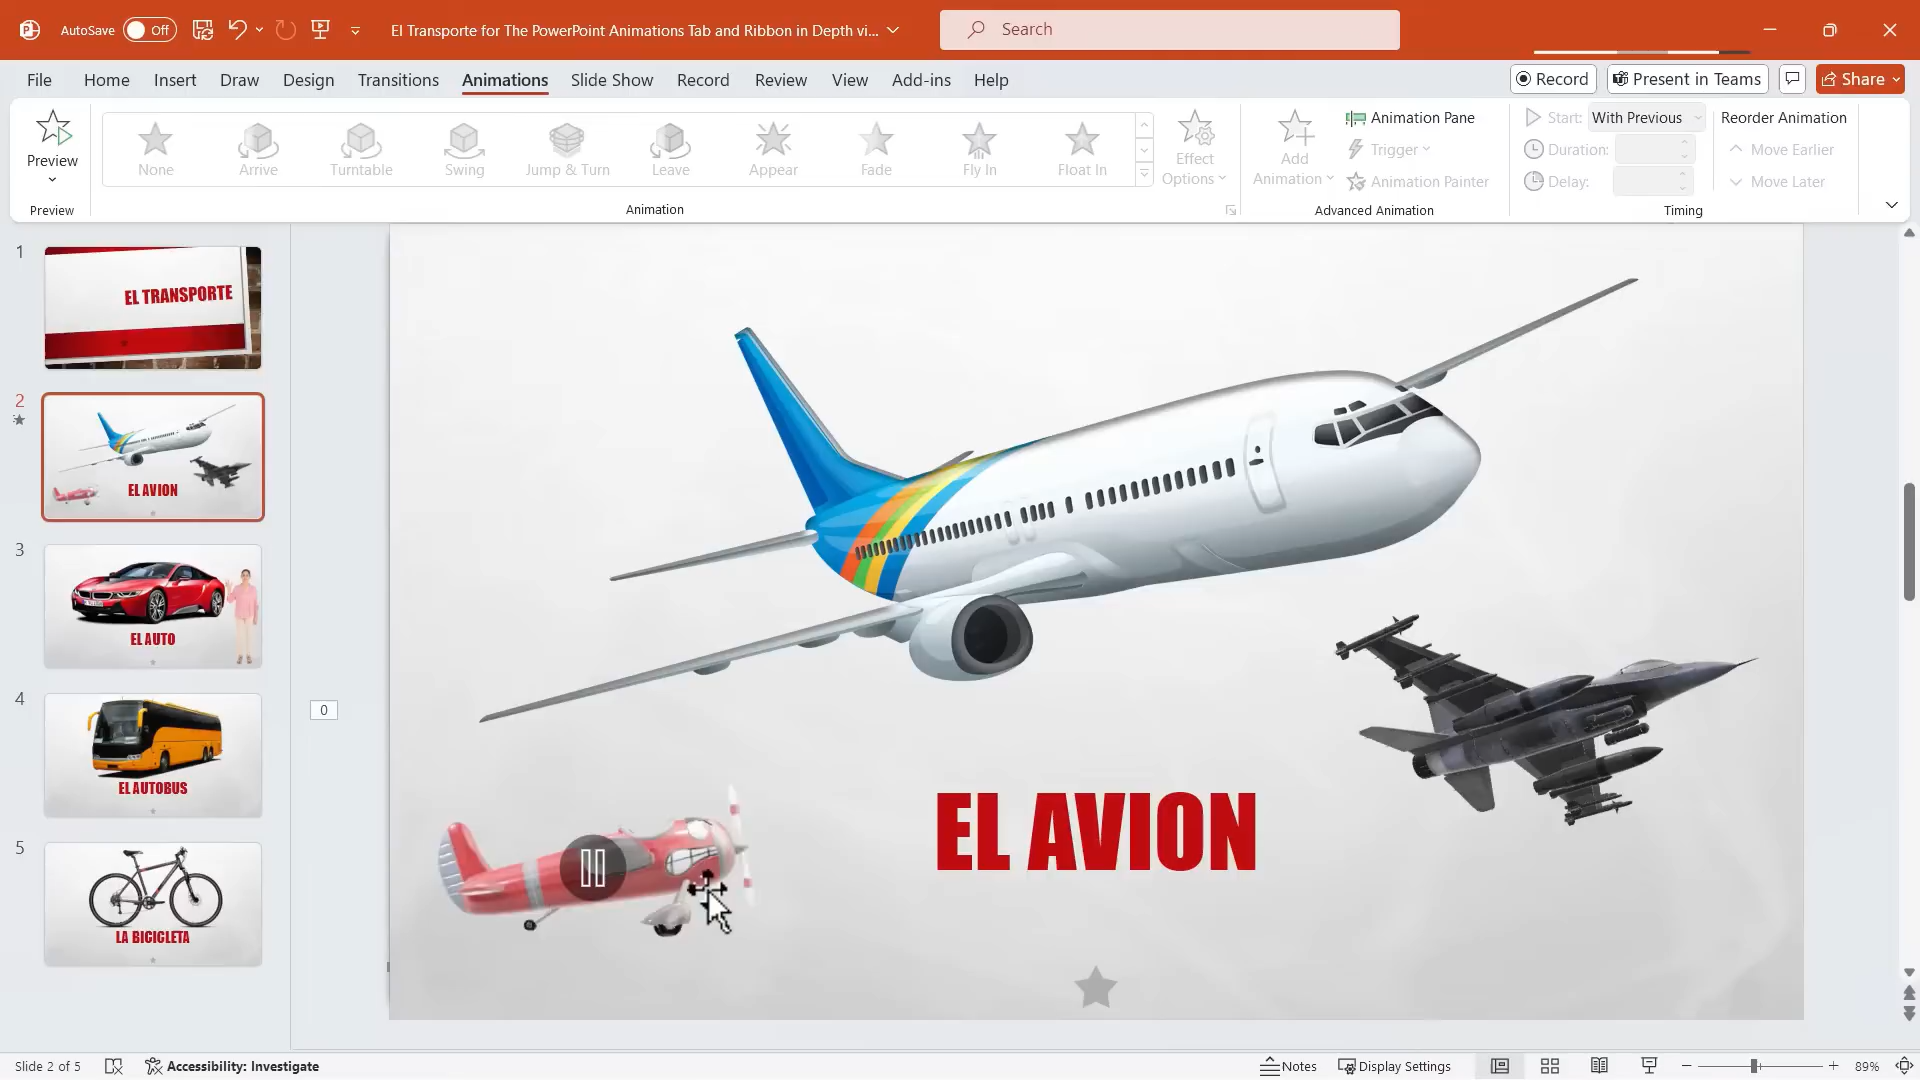 AutoSave Off
El Transporte for The PowerPoint Animations Tab and Ribbon in Depth vi...
Search
File Home Insert Draw Design Transitions Animations Slide Show Record Review View Add-ins Help
Record Present in Teams Share
Preview
None Arrive Turntable Swing Jump & Turn Leave Appear Fade Fly In Float In
Effect Options
Add Animation
Animation Pane
Trigger
Animation Painter
Start: With Previous
Duration:
Delay:
Reorder Animation
Move Earlier
Move Later
Preview Animation Advanced Animation Timing
1
EL TRANSPORTE
2
EL AVION
3
EL AUTO
4
EL AUTOBUS
5
LA BICICLETA
0
EL AVION
Slide 2 of 5 Accessibility: Investigate Notes Display Settings 89%